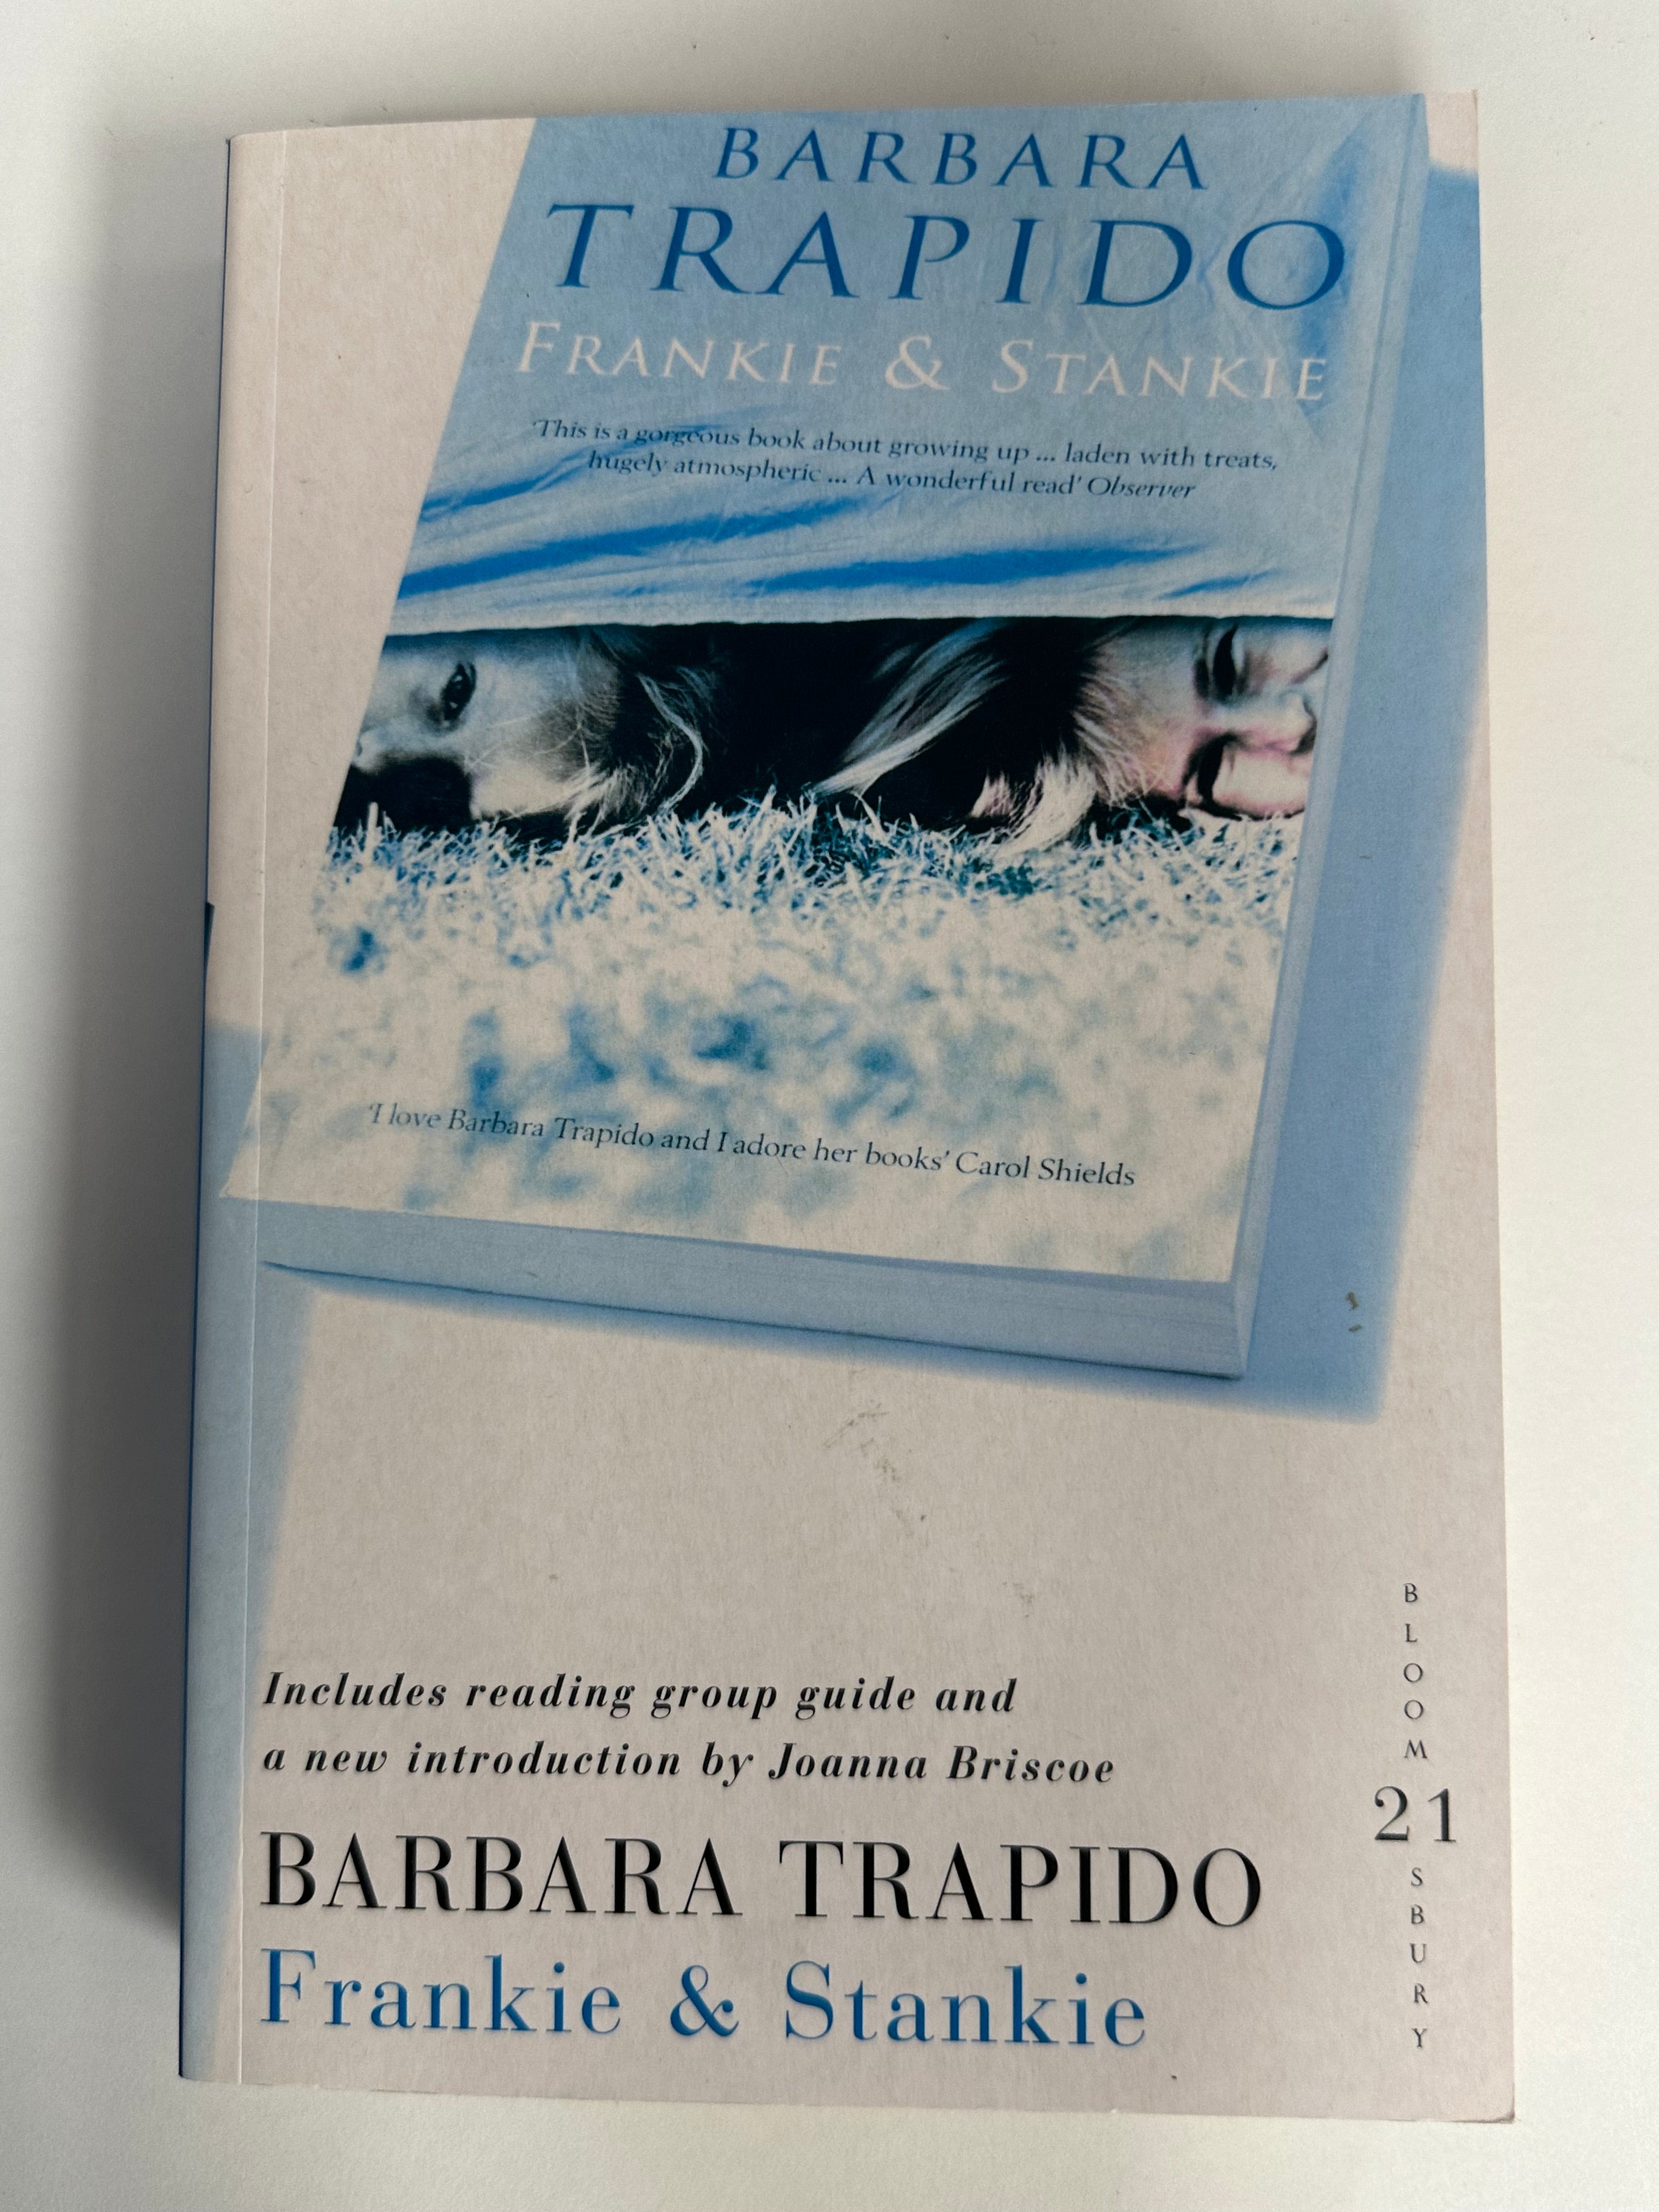 BARBARA
TRAPIDO
FRANKIE & STANKIE
'This is a gorgeous book about growing up ... laden with treats,
hugely atmospheric ... A wonderful read' Observer
'I love Barbara Trapido and I adore her books' Carol Shields
Includes reading group guide and
a new introduction by Joanna Briscoe
BARBARA TRAPIDO
Frankie & Stankie
B
L
O
O
M
21
S
B
U
R
Y